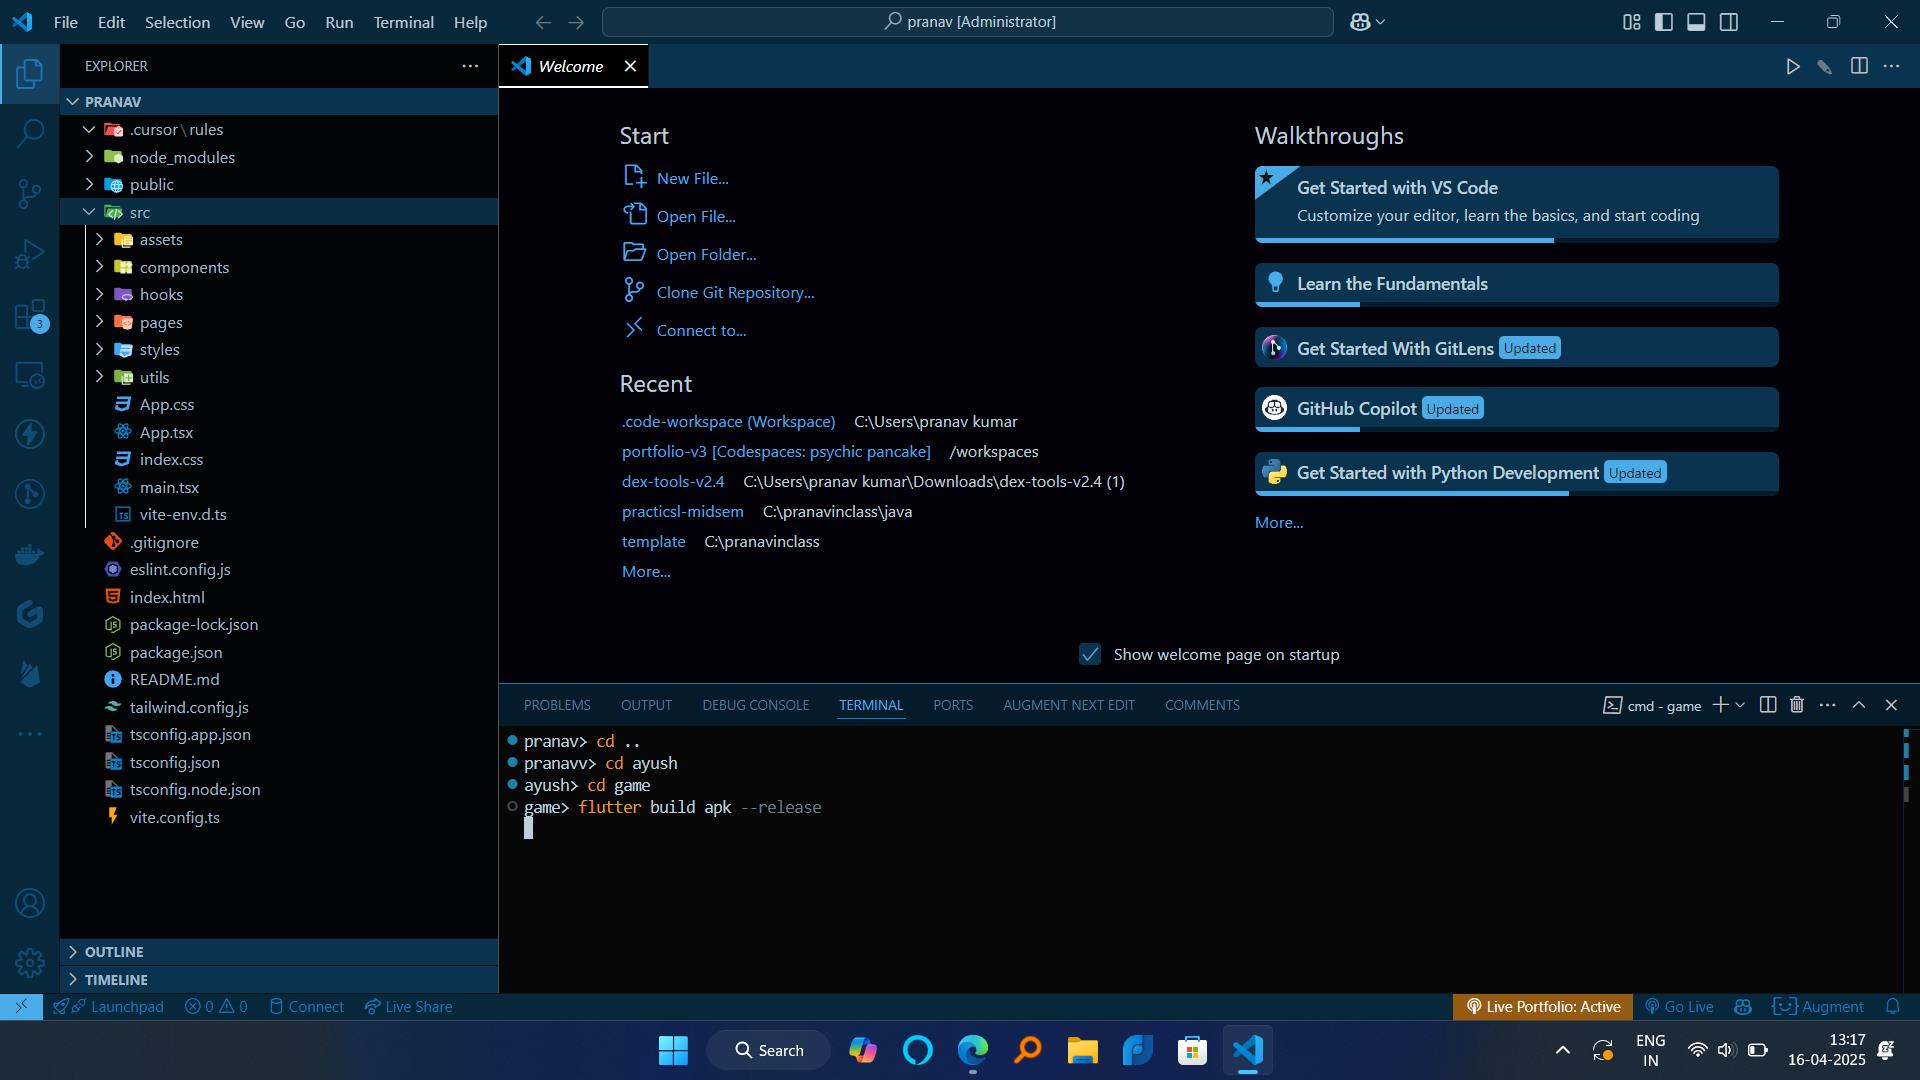 File Edit Selection View Go Run Terminal Help
pranav [Administrator]
EXPLORER
PRANAV
.cursor\rules
node_modules
public
src
assets
components
hooks
pages
styles
utils
App.css
App.tsx
index.css
main.tsx
vite-env.d.ts
.gitignore
eslint.config.js
index.html
package-lock.json
package.json
README.md
tailwind.config.js
tsconfig.app.json
tsconfig.json
tsconfig.node.json
vite.config.ts
OUTLINE
TIMELINE
3
Welcome
Start
New File...
Open File...
Open Folder...
Clone Git Repository...
Connect to...
Recent
.code-workspace (Workspace) C:\Users\pranav kumar
portfolio-v3 [Codespaces: psychic pancake] /workspaces
dex-tools-v2.4 C:\Users\pranav kumar\Downloads\dex-tools-v2.4 (1)
practicsl-midsem C:\pranavinclass\java
template C:\pranavinclass
More...
Walkthroughs
Get Started with VS Code
Customize your editor, learn the basics, and start coding
Learn the Fundamentals
Get Started With GitLens Updated
GitHub Copilot Updated
Get Started with Python Development Updated
More...
Show welcome page on startup
PROBLEMS OUTPUT DEBUG CONSOLE TERMINAL PORTS AUGMENT NEXT EDIT COMMENTS
cmd - game
pranav> cd ..
pranavv> cd ayush
ayush> cd game
game> flutter build apk --release
Launchpad 0 0 Connect Live Share
Live Portfolio: Active Go Live Augment
Search
ENG
IN
13:17
16-04-2025